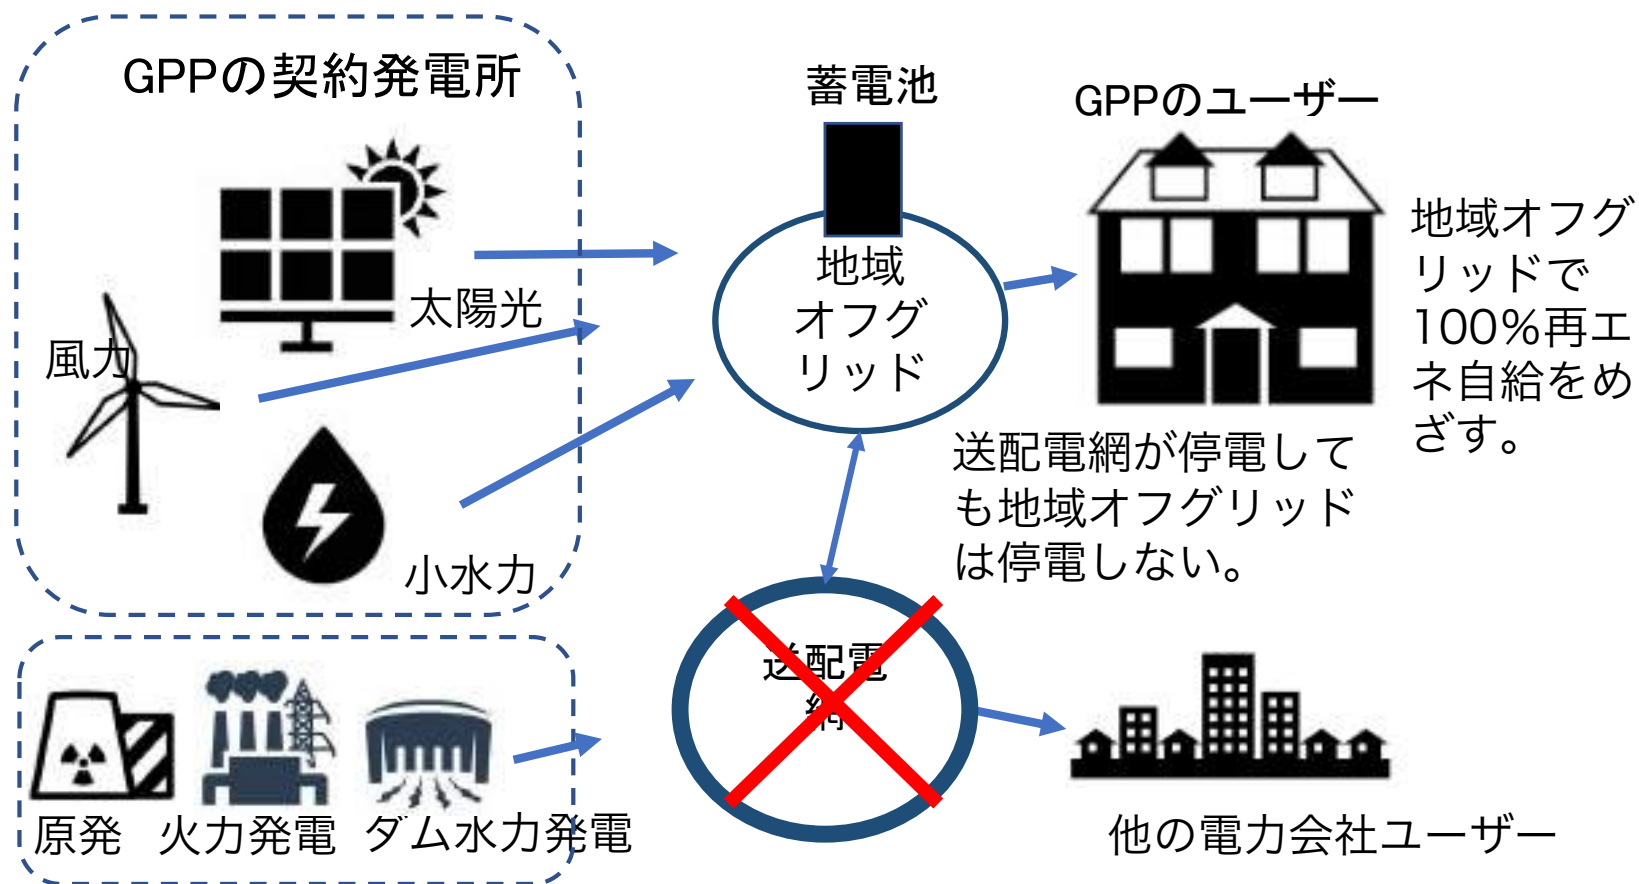 GPPの契約発電所
太陽光
風力
小水力
蓄電池
地域
オフグ
リッド
GPPのユーザー
地域オフグ
リッドで
100%再エ
ネ自給をめ
ざす。
送配電網が停電して
も地域オフグリッド
は停電しない。
原発
火力発電
ダム水力発電
送配電
網
他の電力会社ユーザー